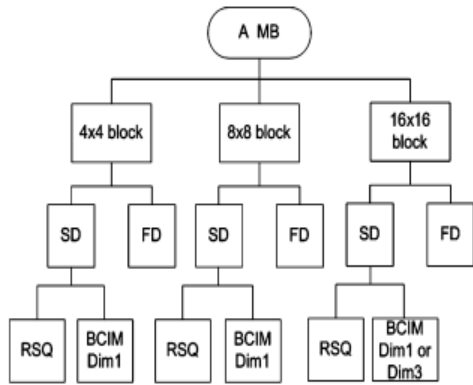 A MB
4x4 block
8x8 block
16x16
block
SD
FD
SD
FD
SD
FD
RSQ
BCIM
Dim1
RSQ
BCIM
Dim1
RSQ
BCIM
Dim1 or
Dim3